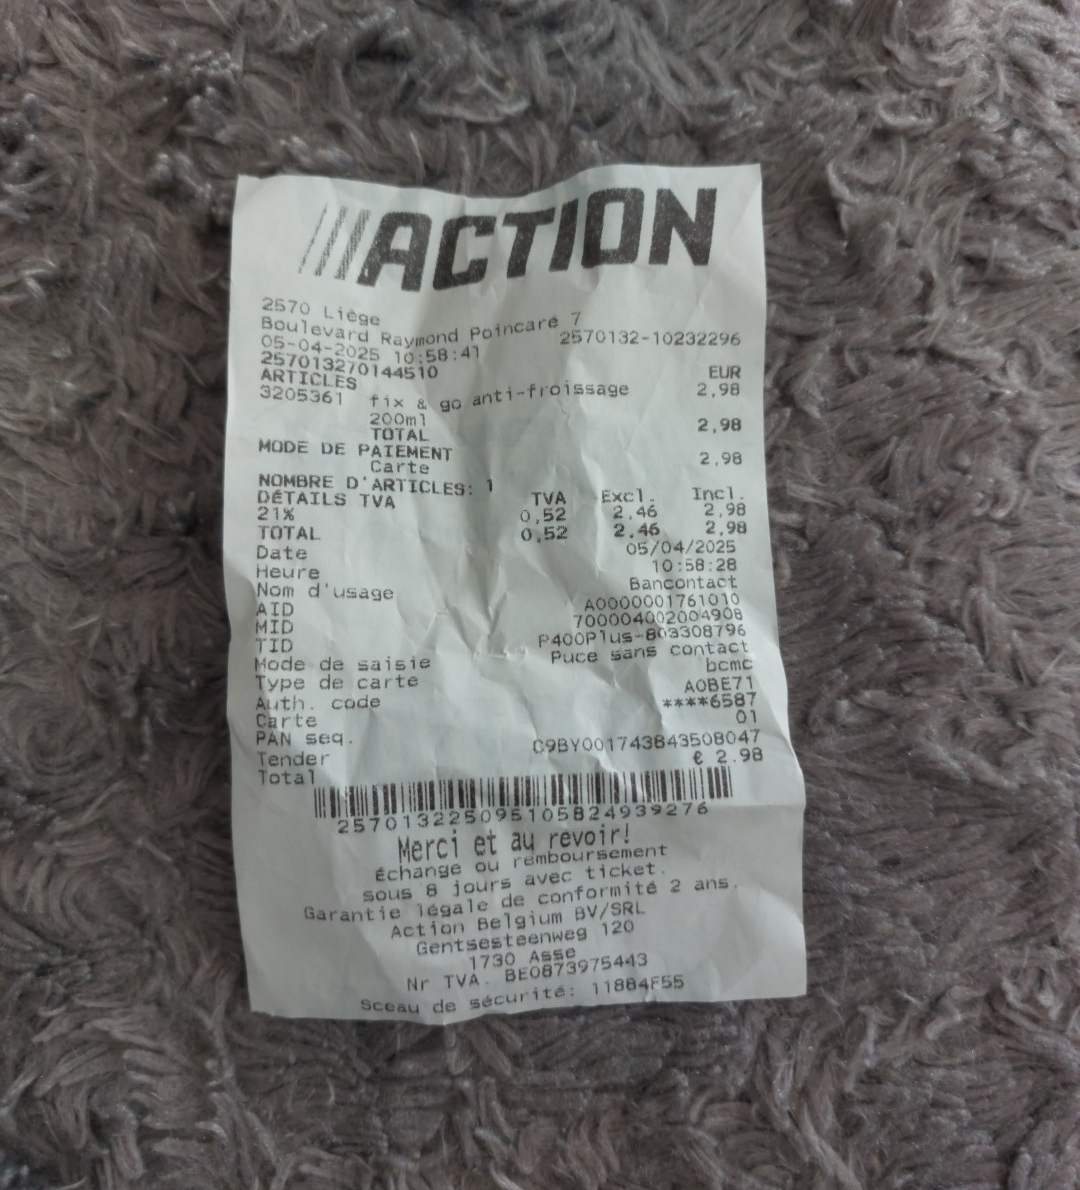 ACTION
2570 Liège
Boulevard Raymond Poincaré 7
05-04-2025 10:58:41 2570132-10232296
257013270144510
ARTICLES EUR
3205361 fix & go anti-froissage 2,98
200ml
TOTAL 2,98
MODE DE PAIEMENT
Carte 2,98
NOMBRE D'ARTICLES: 1
DÉTAILS TVA TVA Excl. Incl.
21% 0,52 2,46 2,98
TOTAL 0,52 2,46 2,98
Date 05/04/2025
Heure 10:58:28
Nom d'usage Bancontact
AID A0000001761010
MID 700004002004908
TID P400Plus-803308796
Mode de saisie Puce sans contact
Type de carte bcmc
Auth. code A0BE71
Carte ****6587
PAN seq. 01
Tender C9BY001743843508047
Total € 2.98
257013225095105824939276
Merci et au revoir!
Échange ou remboursement
sous 8 jours avec ticket.
Garantie légale de conformité 2 ans.
Action Belgium BV/SRL
Gentsesteenweg 120
1730 Asse
Nr TVA. BE0873975443
Sceau de sécurité: 11884F55